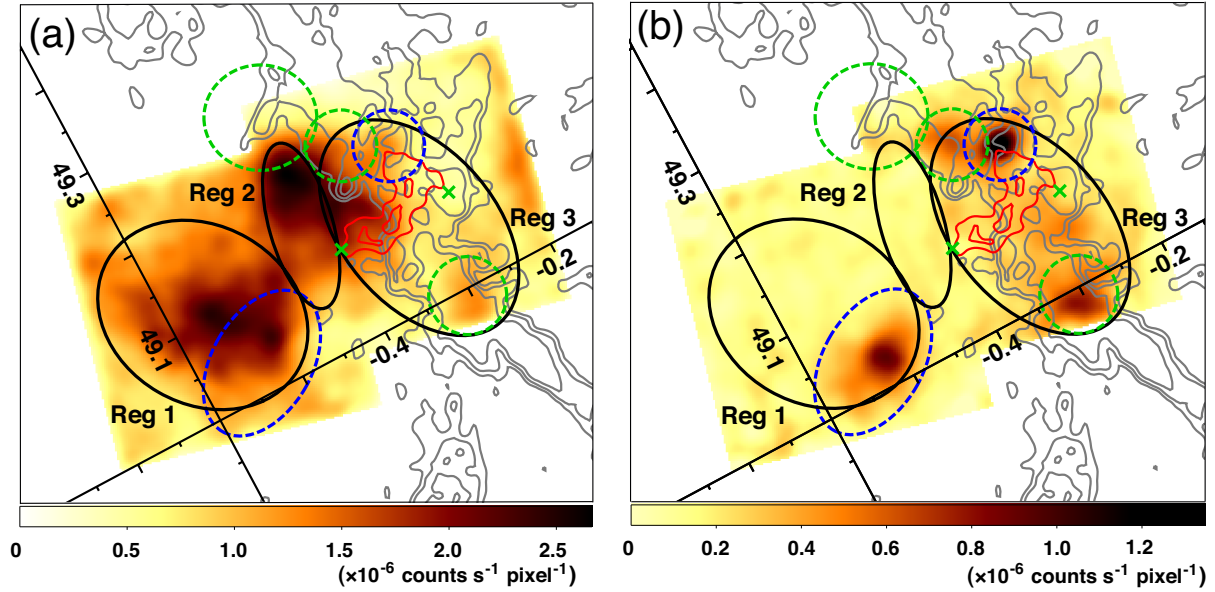 (a)
Reg 2
Reg 3
Reg 1
49.3
49.1
-0.4
-0.2
0 0.5 1.0 1.5 2.0 2.5
(×10⁻⁶ counts s⁻¹ pixel⁻¹)
(b)
Reg 2
Reg 3
Reg 1
49.3
49.1
-0.4
-0.2
0 0.2 0.4 0.6 0.8 1.0 1.2
(×10⁻⁶ counts s⁻¹ pixel⁻¹)